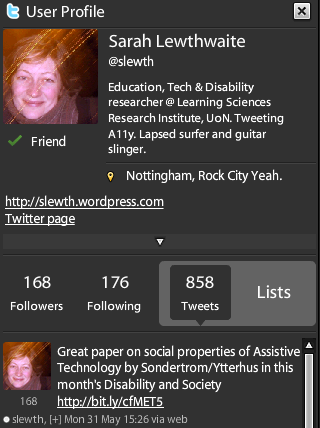 User Profile
Sarah Lewthwaite
@slewth
Education, Tech & Disability
researcher @ Learning Sciences
Research Institute, UoN. Tweeting
A11y. Lapsed surfer and guitar
slinger.
Friend
Nottingham, Rock City Yeah.
http://slewth.wordpress.com
Twitter page
168 176 858 Lists
Followers Following Tweets
Great paper on social properties of Assistive
Technology by Sondertrom/Ytterhus in this
month's Disability and Society
http://bit.ly/cfMET5
168
slewth, [+] Mon 31 May 15:26 via web